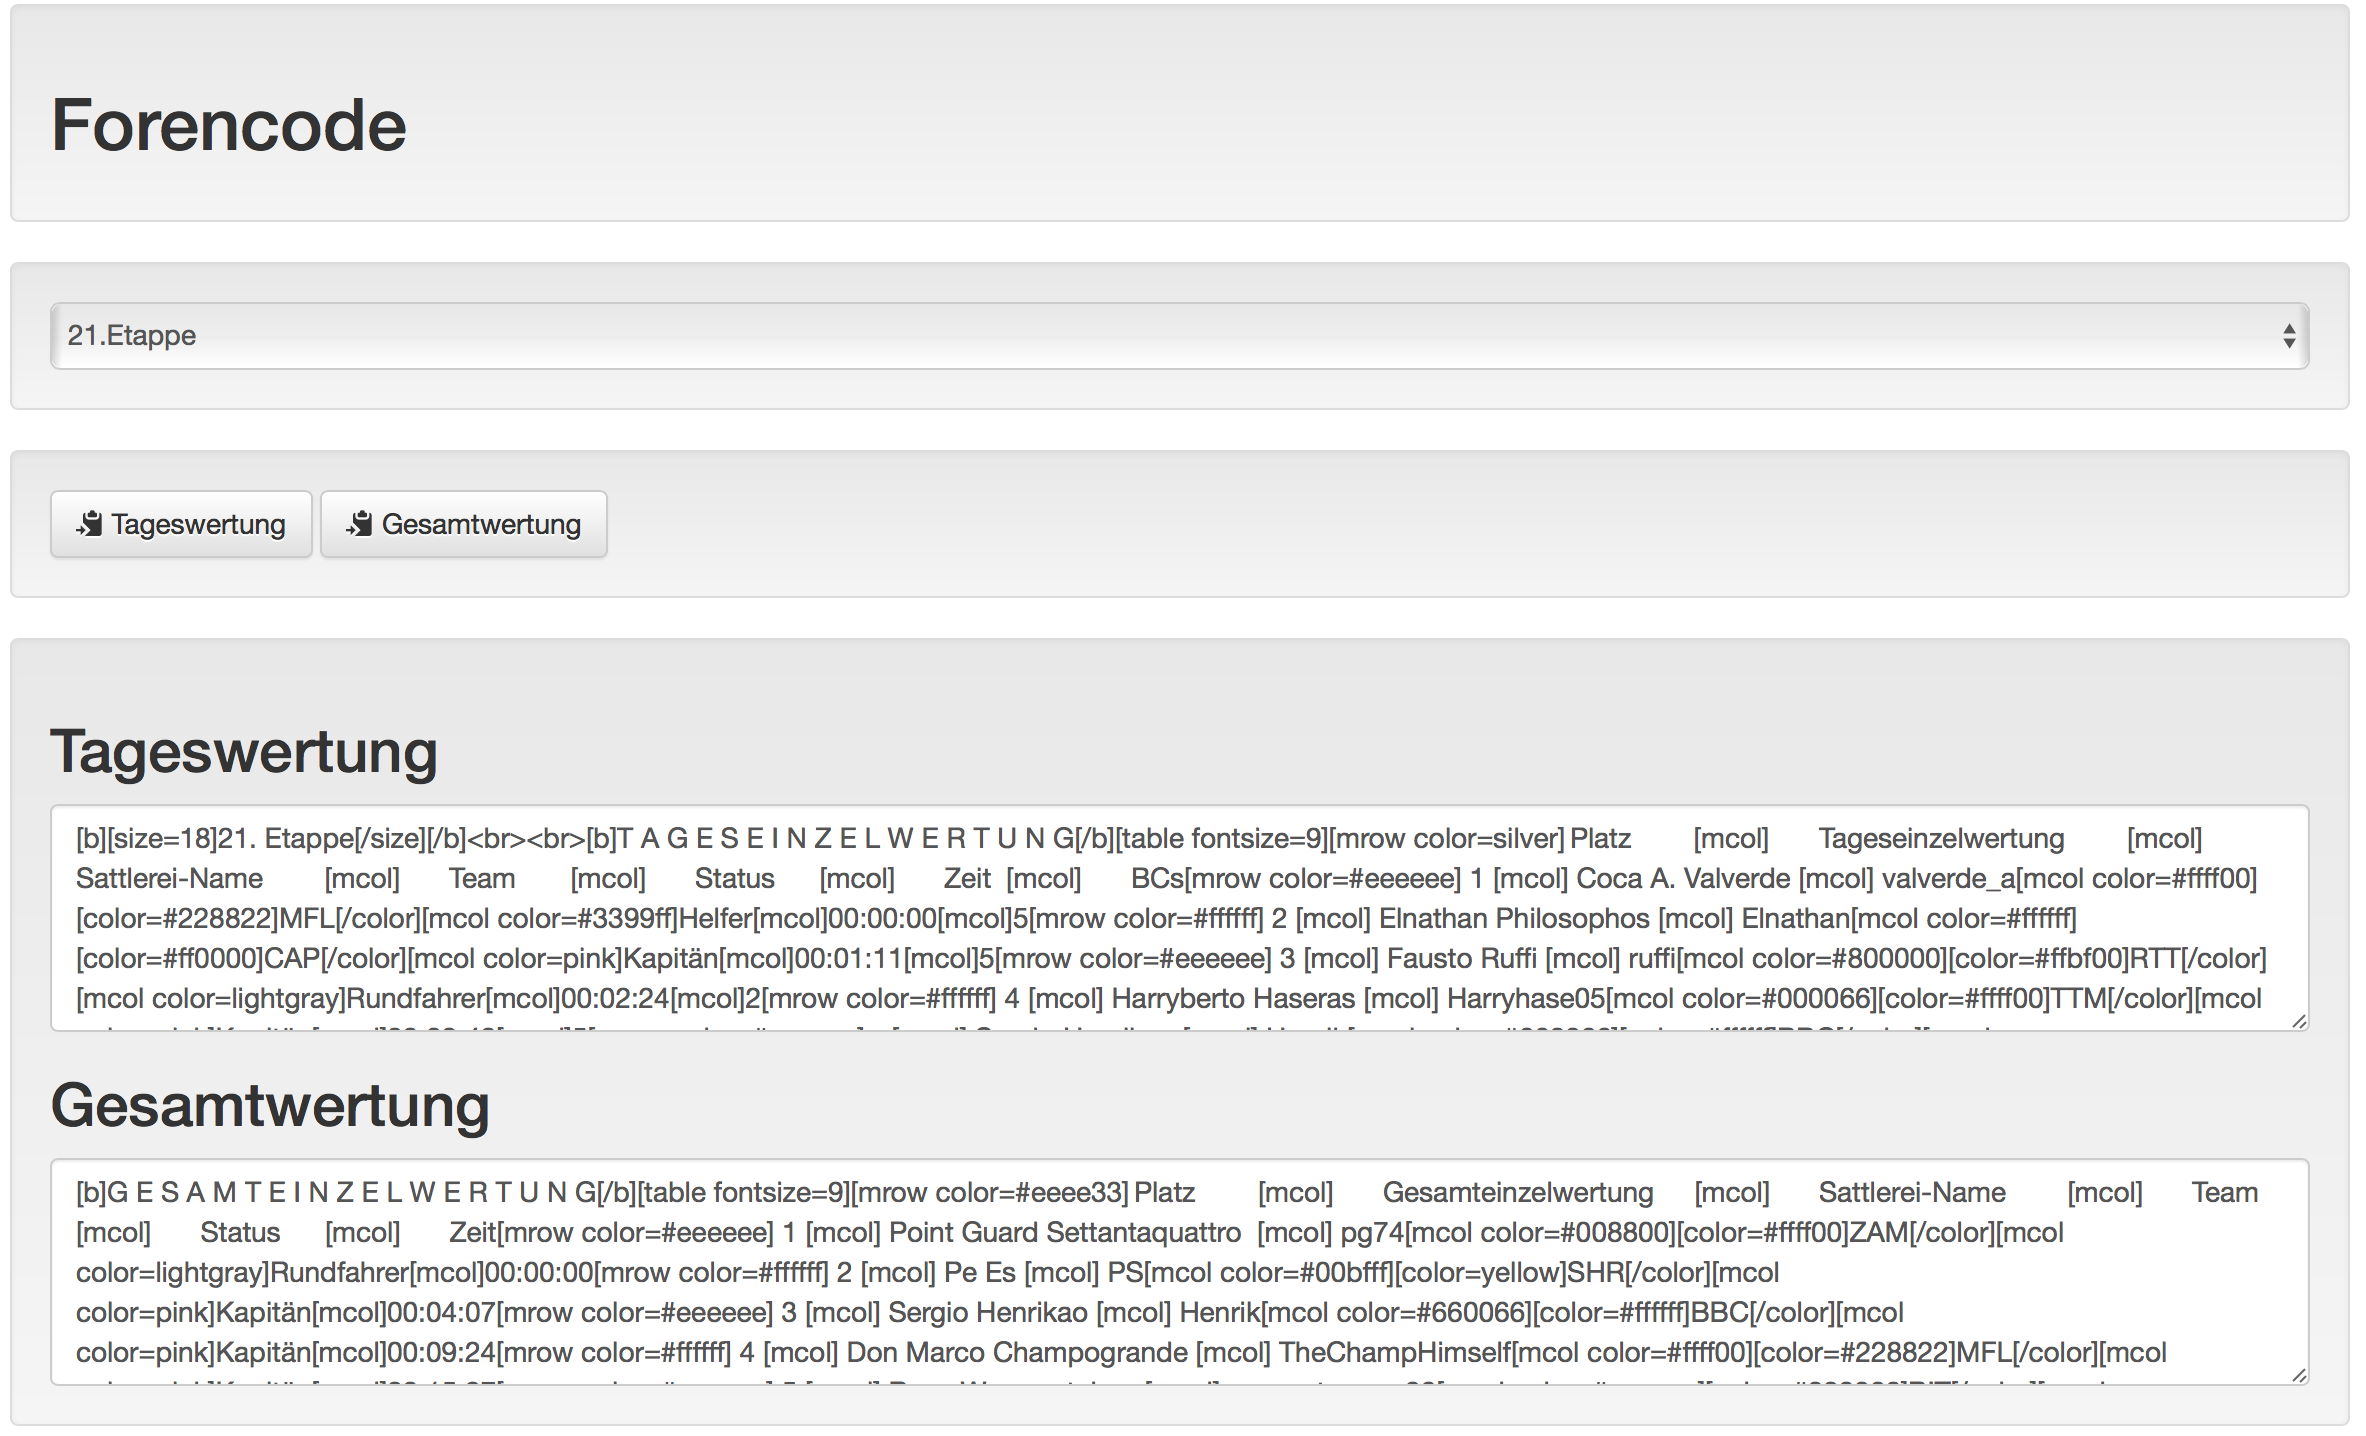 Forencode
21.Etappe
Tageswertung Gesamtwertung
Tageswertung
[b][size=18]21. Etappe[/size][/b]<br><br>[b]T A G E S E I N Z E L W E R T U N G[/b][table fontsize=9][mrow color=silver] Platz [mcol] Tageseinzelwertung [mcol]
Sattlerei-Name [mcol] Team [mcol] Status [mcol] Zeit [mcol] BCs[mrow color=#eeeeee] 1 [mcol] Coca A. Valverde [mcol] valverde_a[mcol color=#ffff00]
[color=#228822]MFL[/color][mcol color=#3399ff]Helfer[mcol]00:00:00[mcol]5[mrow color=#ffffff] 2 [mcol] Elnathan Philosophos [mcol] Elnathan[mcol color=#ffffff]
[color=#ff0000]CAP[/color][mcol color=pink]Kapitän[mcol]00:01:11[mcol]5[mrow color=#eeeeee] 3 [mcol] Fausto Ruffi [mcol] ruffi[mcol color=#800000][color=#ffbf00]RTT[/color]
[mcol color=lightgray]Rundfahrer[mcol]00:02:24[mcol]2[mrow color=#ffffff] 4 [mcol] Harryberto Haseras [mcol] Harryhase05[mcol color=#000066][color=#ffff00]TTM[/color][mcol
Gesamtwertung
[b]G E S A M T E I N Z E L W E R T U N G[/b][table fontsize=9][mrow color=#eeee33] Platz [mcol] Gesamteinzelwertung [mcol] Sattlerei-Name [mcol] Team
[mcol] Status [mcol] Zeit[mrow color=#eeeeee] 1 [mcol] Point Guard Settantaquattro [mcol] pg74[mcol color=#008800][color=#ffff00]ZAM[/color][mcol
color=lightgray]Rundfahrer[mcol]00:00:00[mrow color=#ffffff] 2 [mcol] Pe Es [mcol] PS[mcol color=#00bfff][color=yellow]SHR[/color][mcol
color=pink]Kapitän[mcol]00:04:07[mrow color=#eeeeee] 3 [mcol] Sergio Henrikao [mcol] Henrik[mcol color=#660066][color=#ffffff]BBC[/color][mcol
color=pink]Kapitän[mcol]00:09:24[mrow color=#ffffff] 4 [mcol] Don Marco Champogrande [mcol] TheChampHimself[mcol color=#ffff00][color=#228822]MFL[/color][mcol